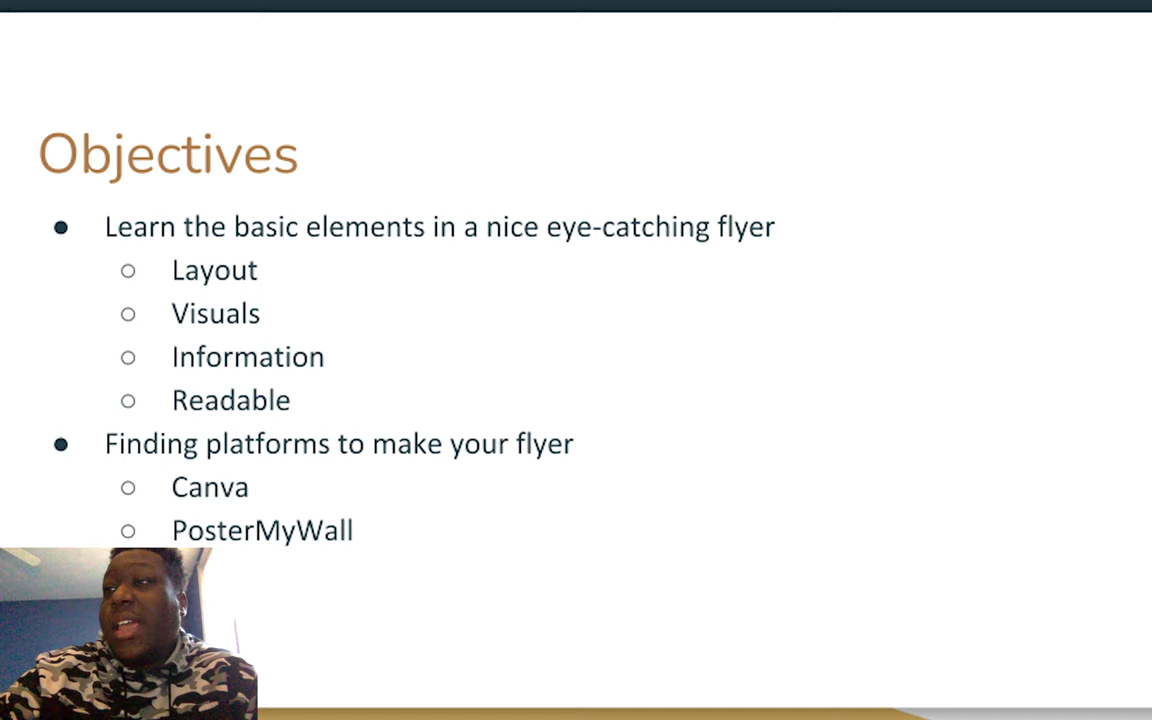 Objectives
Learn the basic elements in a nice eye-catching flyer
Layout
Visuals
Information
Readable
Finding platforms to make your flyer
Canva
PosterMyWall